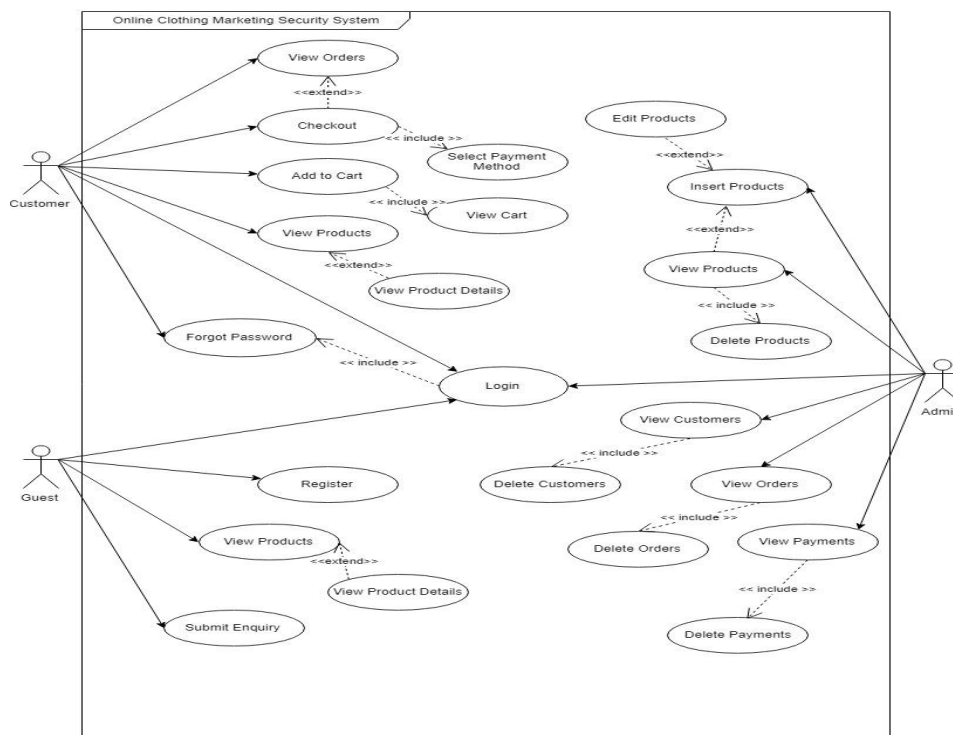 Online Clothing Marketing Security System
View Orders
<<extend>>
Checkout
<< include >>
Select Payment
Method
Edit Products
<<extend>>
Insert Products
Customer
Add to Cart
<< include >>
View Cart
View Products
<<extend>>
View Product Details
<<extend>>
View Products
<< include >>
Delete Products
Forgot Password
<< include >>
Login
Admi
View Customers
<< include >>
Delete Customers
View Orders
<< include >>
Delete Orders
View Payments
<< include >>
Delete Payments
Guest
Register
View Products
<<extend>>
View Product Details
Submit Enquiry